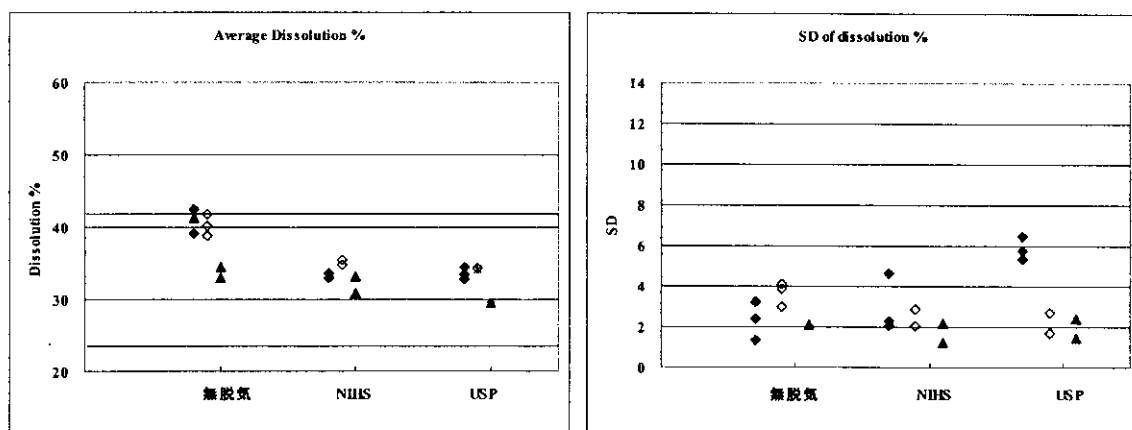 Average Dissolution %
60
50
40
30
20
Dissolution %
無脱気
NIHS
USP
SD of dissolution %
14
12
10
8
6
4
2
0
SD
無脱気
NIHS
USP